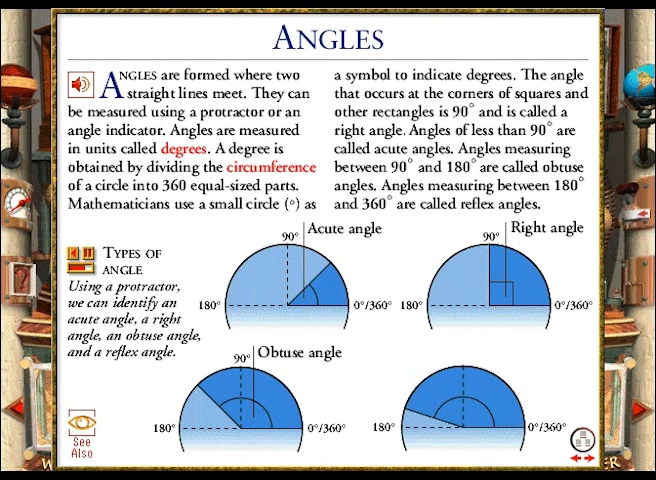 ANGLES
ANGLES are formed where two
straight lines meet. They can
be measured using a protractor or an
angle indicator. Angles are measured
in units called degrees. A degree is
obtained by dividing the circumference
of a circle into 360 equal-sized parts.
Mathematicians use a small circle (°) as
a symbol to indicate degrees. The angle
that occurs at the corners of squares and
other rectangles is 90° and is called a
right angle. Angles of less than 90° are
called acute angles. Angles measuring
between 90° and 180° are called obtuse
angles. Angles measuring between 180°
and 360° are called reflex angles.
TYPES OF
ANGLE
Using a protractor,
we can identify an
acute angle, a right
angle, an obtuse angle,
and a reflex angle.
Acute angle
90°
180°
0°/360°
Right angle
90°
180°
0°/360°
Obtuse angle
90°
180°
0°/360°
180°
0°/360°
See
Also